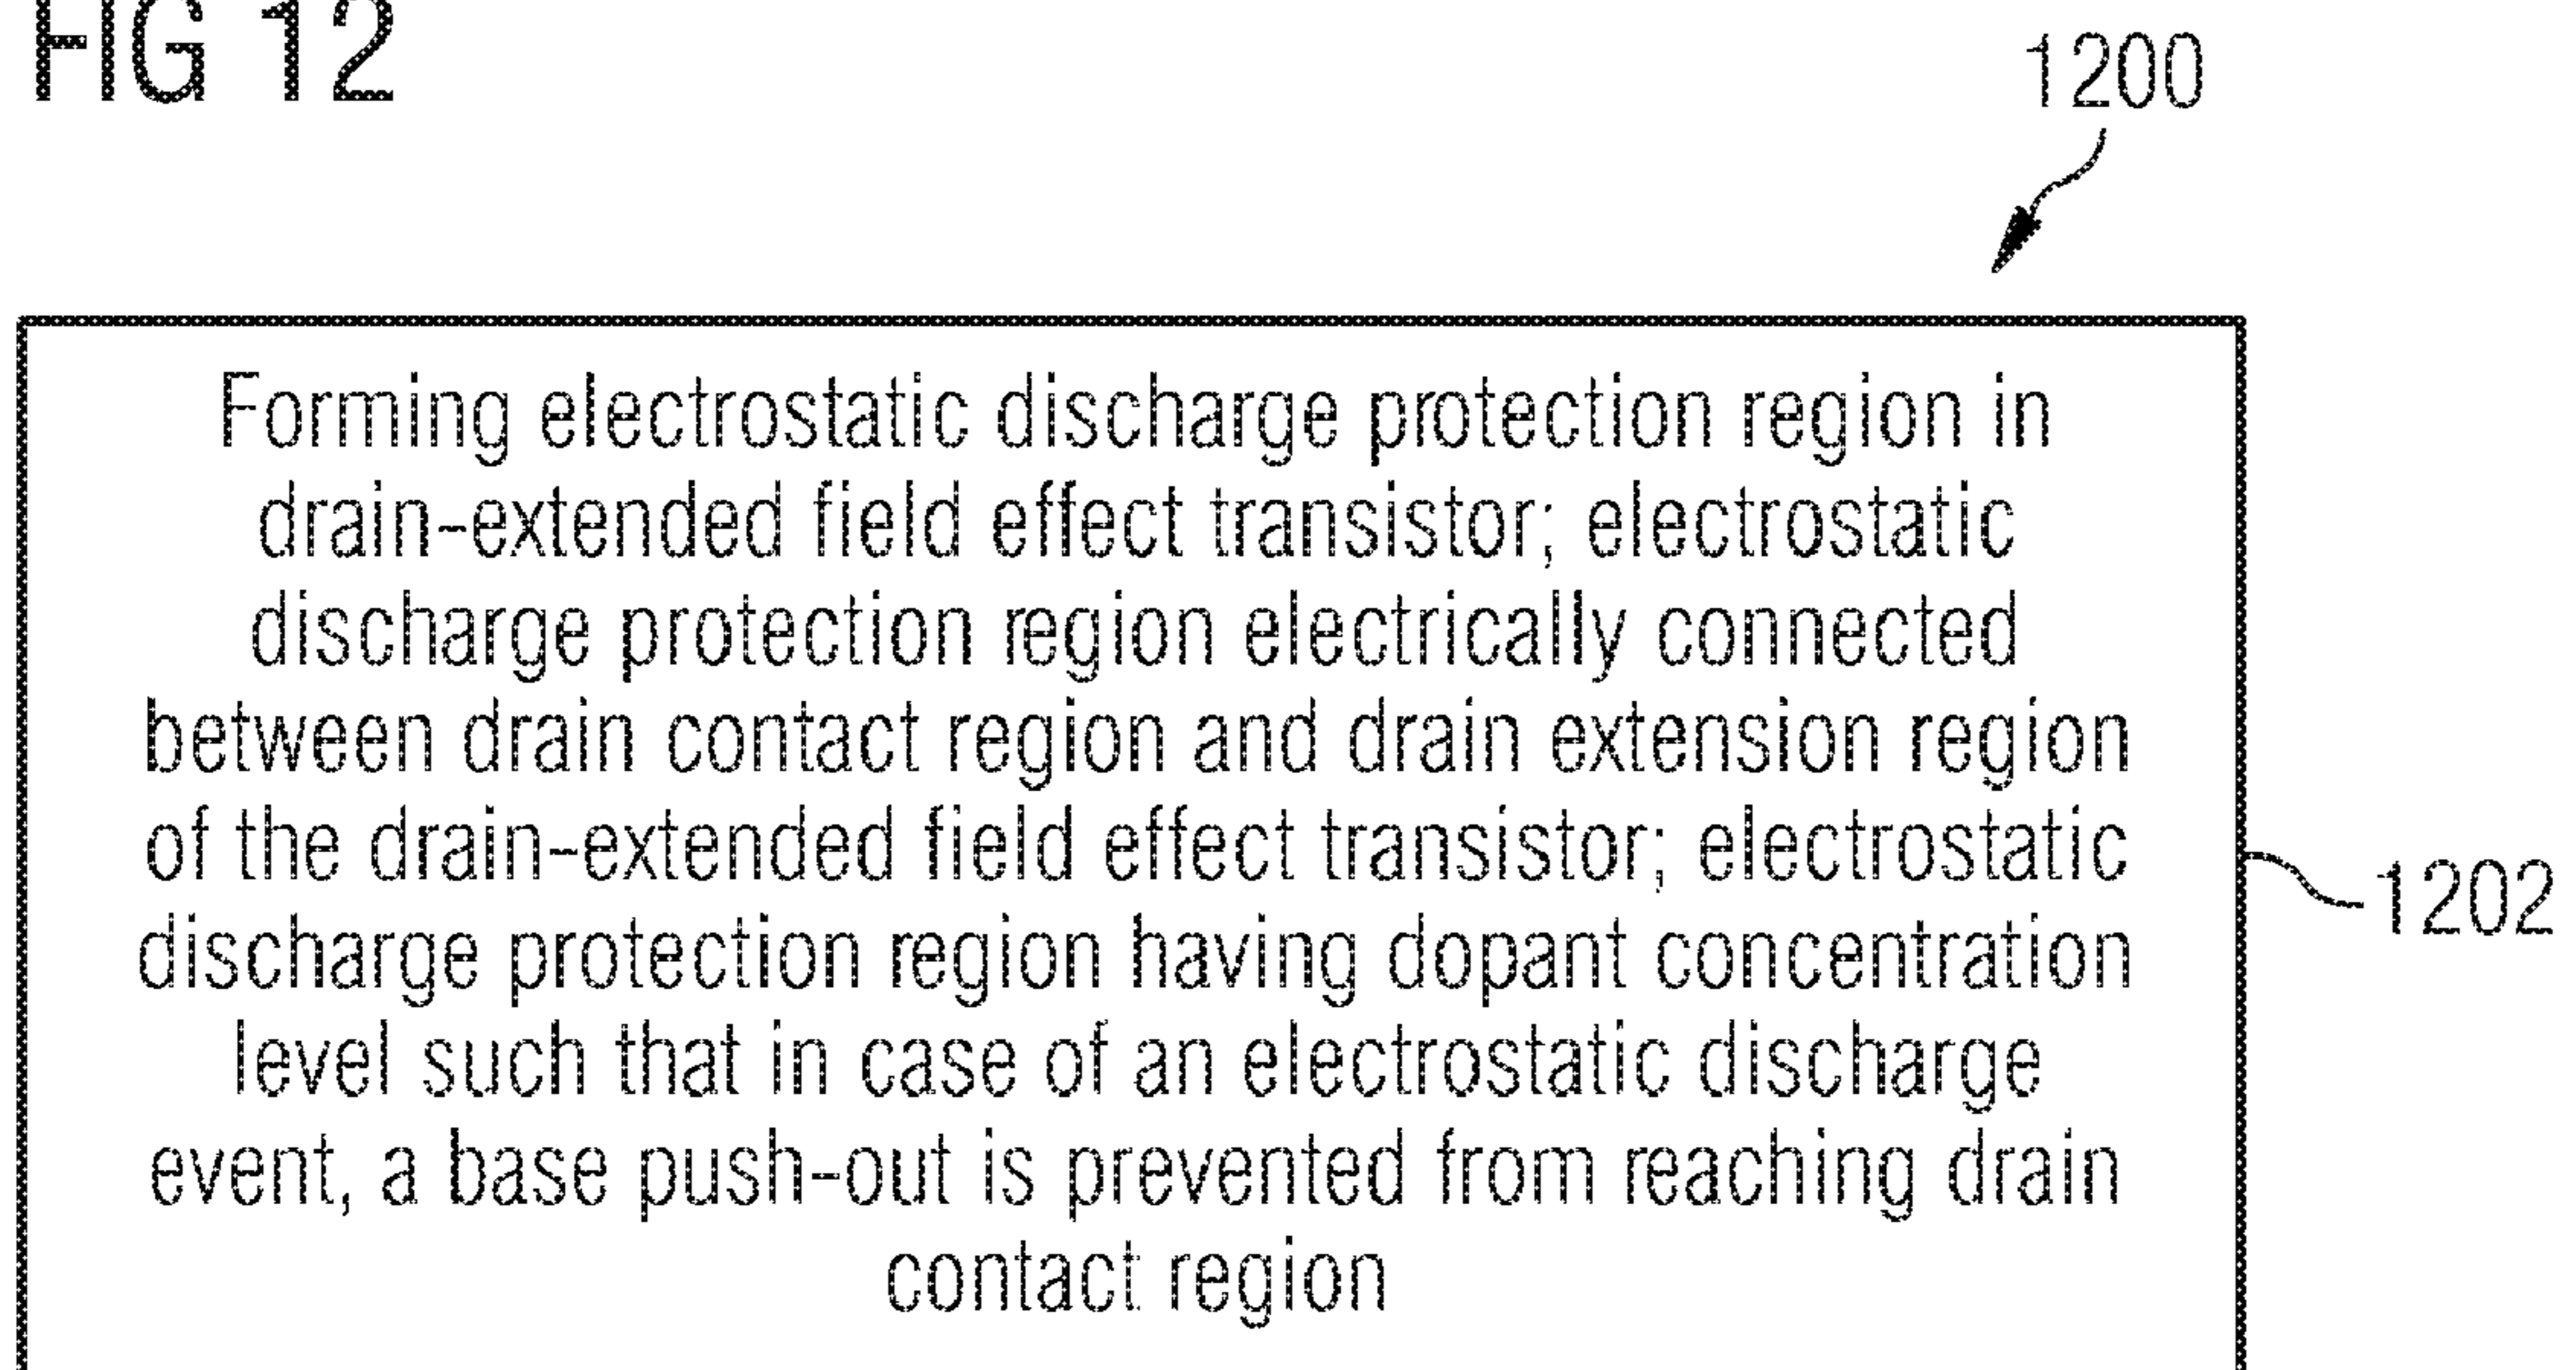 FIG 12
1200
Forming electrostatic discharge protection region in
drain-extended field effect transistor; electrostatic
discharge protection region electrically connected
between drain contact region and drain extension region
of the drain-extended field effect transistor; electrostatic
discharge protection region having dopant concentration
level such that in case of an electrostatic discharge
event, a base push-out is prevented from reaching drain
contact region
1202